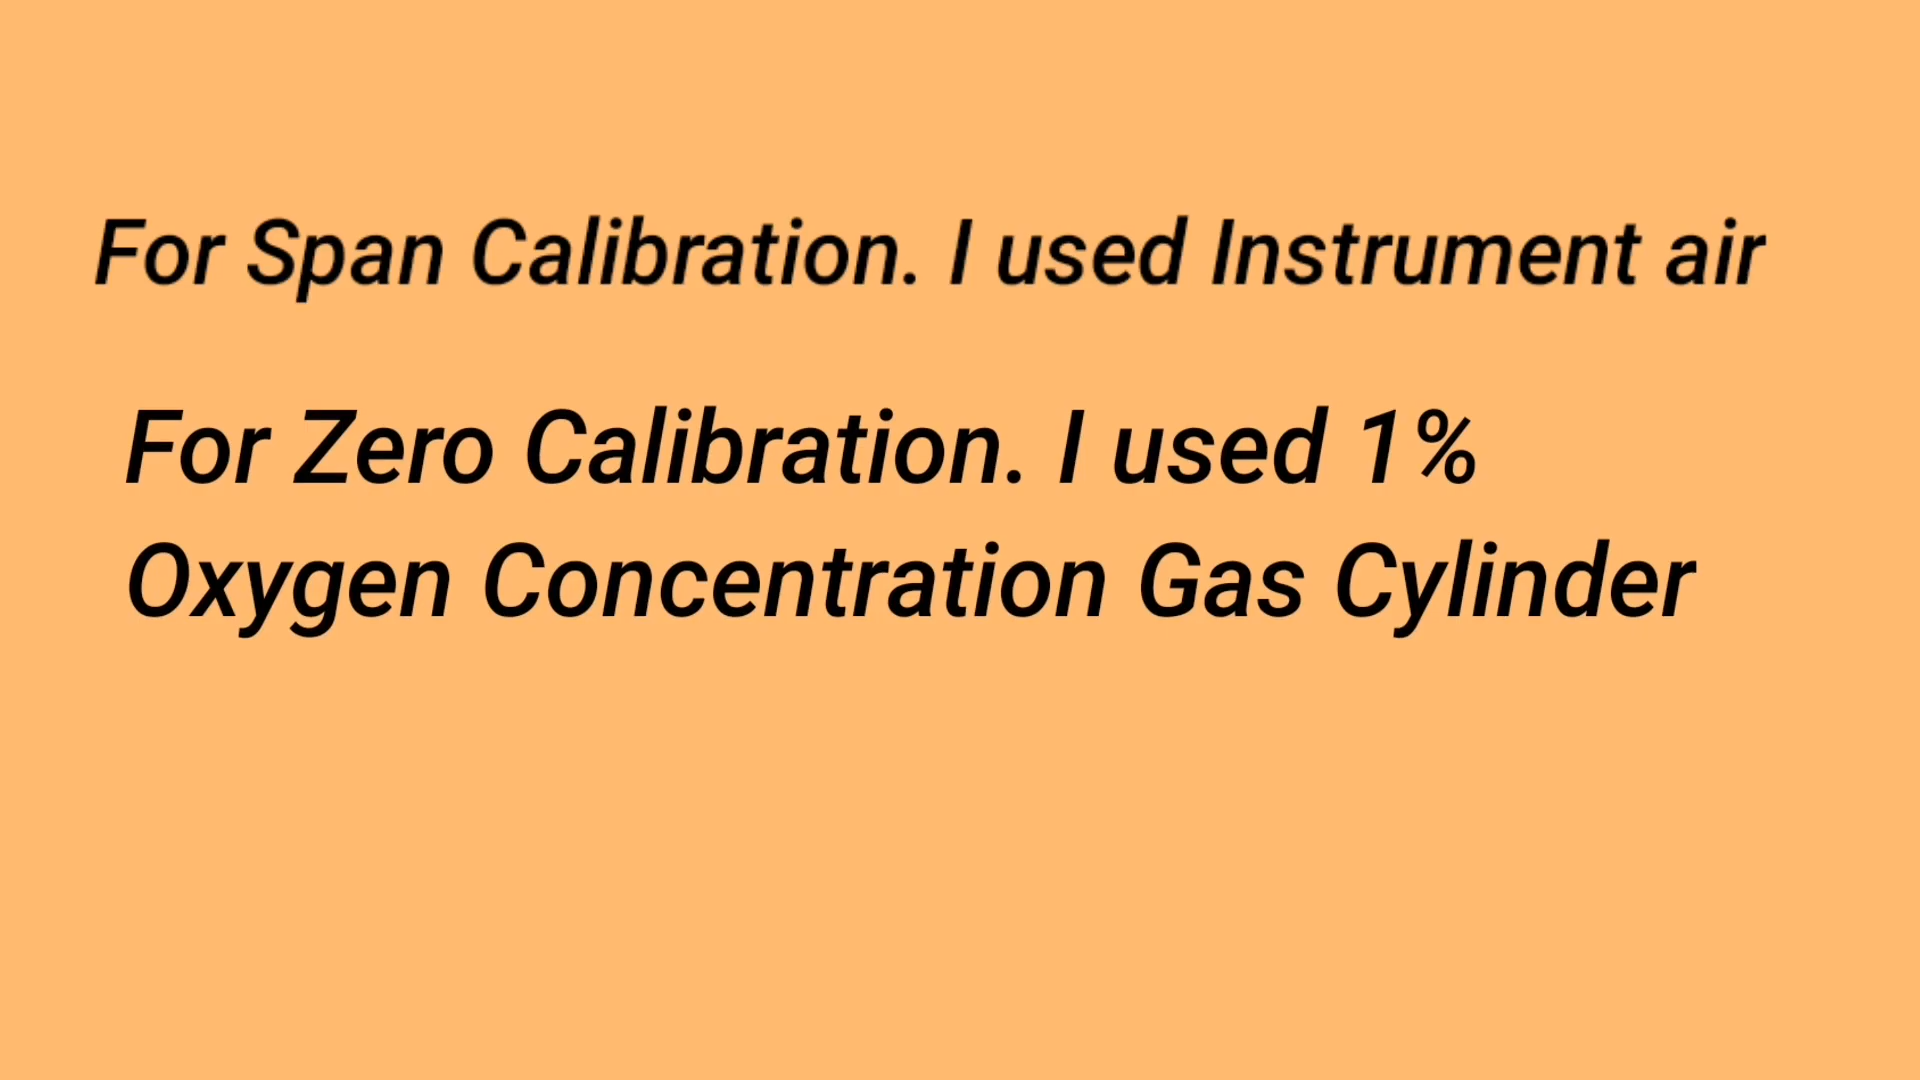 For Span Calibration. I used Instrument air
For Zero Calibration. I used 1%
Oxygen Concentration Gas Cylinder